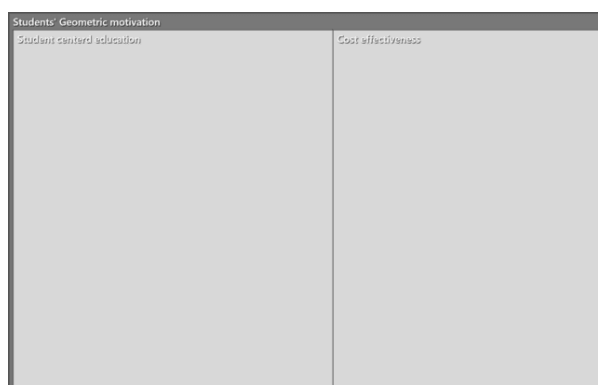 Students' Geometric motivation
Student centerd education
Cost effectiveness